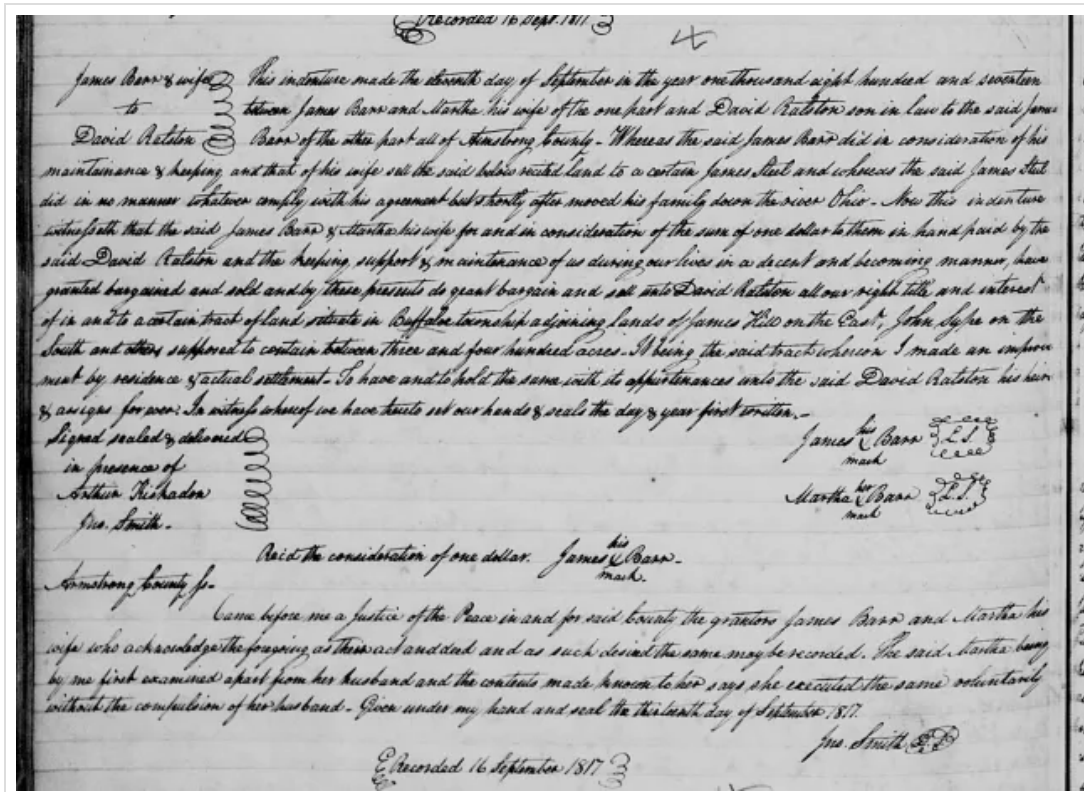 Recorded 16 Sept. 1817
James Barr & wife
to
David Ralston
This indenture made the eleventh day of September in the year one thousand eight hundred and seventeen
between James Barr and Martha his wife of the one part and David Ralston son in law to the said James
Barr of the other part all of Armstrong County - Whereas the said James Barr did in consideration of his
maintainance & keeping and that of his wife sell the said below recited land to a certain James Steel and whereas the said James Steel
did in no manner whatever comply with his agreement but shortly after moved his family down the river Ohio - Now this indenture
witnesseth that the said James Barr & Martha his wife for and in consideration of the sum of one dollar to them in hand paid by the
said David Ralston and the keeping, support & maintenance of us during our lives in a decent and becoming manner, have
granted bargained and sold and by these presents do grant bargain and sell unto David Ralston all our right title and interest
of in and to a certain tract of land situate in Buffaloe township adjoining lands of James Hill on the East, John Sype on the
South and others supposed to contain between three and four hundred acres - It being the said tract whereon I made an improve
ment by residence & actual settlement - To have and to hold the same with its appurtenances unto the said David Ralston his heirs
& assigns for ever: In witness whereof we have hereto set our hands & seals the day & year first written. -
Signed sealed & delivered
in presence of
Arthur Kiskaden
Jno. Smith -
James his Barr L.S.
mark
Martha her Barr L.S.
mark
Recid the consideration of one dollar. James his Barr -
mark.
Armstrong County ss -
Came before me a Justice of the Peace in and for said County the grantors James Barr and Martha his
wife who acknowledge the foregoing as their act and deed and as such desired the same may be recorded. The said Martha being
by me first examined apart from her husband and the contents made known to her says she executed the same voluntarily
without the compulsion of her husband - Given under my hand and seal the thirteenth day of September 1817.
Jno. Smith
Recorded 16 September 1817